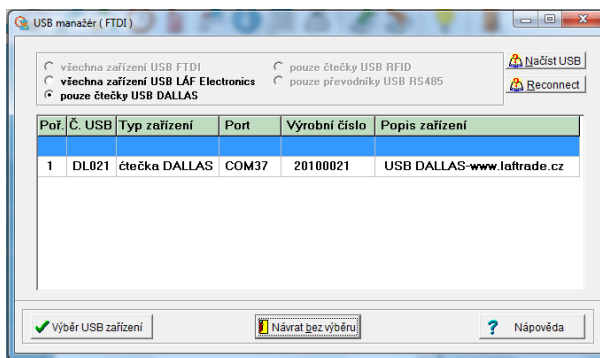 USB manažér ( FTDI )
všechna zařízení USB FTDI
pouze čtečky USB RFID
všechna zařízení USB LÁF Electronics
pouze převodníky USB RS485
pouze čtečky USB DALLAS
Načíst USB
Reconnect
Poř. Č. USB Typ zařízení Port Výrobní číslo Popis zařízení
1 DL021 čtečka DALLAS COM37 20100021 USB DALLAS-www.laftrade.cz
Výběr USB zařízení
Návrat bez výběru
? Nápověda